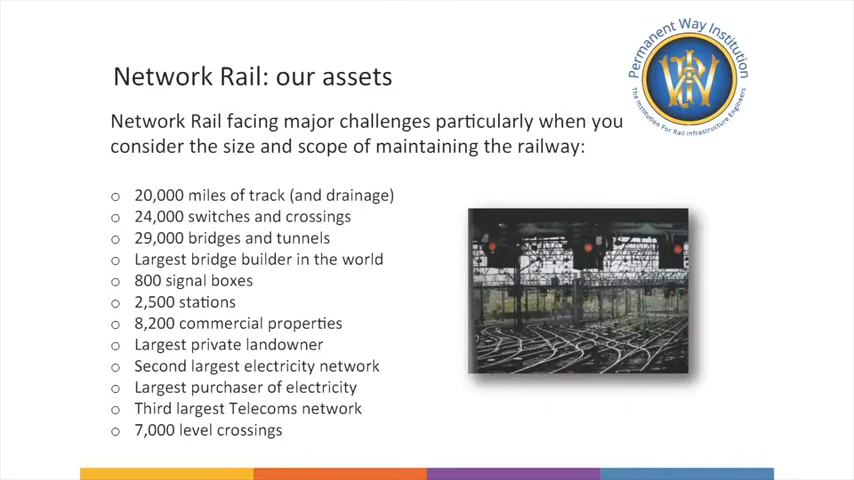 Permanent Way Institution
The Institution For Rail Infrastructure Engineers
Network Rail: our assets
Network Rail facing major challenges particularly when you
consider the size and scope of maintaining the railway:
○ 20,000 miles of track (and drainage)
○ 24,000 switches and crossings
○ 29,000 bridges and tunnels
○ Largest bridge builder in the world
○ 800 signal boxes
○ 2,500 stations
○ 8,200 commercial properties
○ Largest private landowner
○ Second largest electricity network
○ Largest purchaser of electricity
○ Third largest Telecoms network
○ 7,000 level crossings